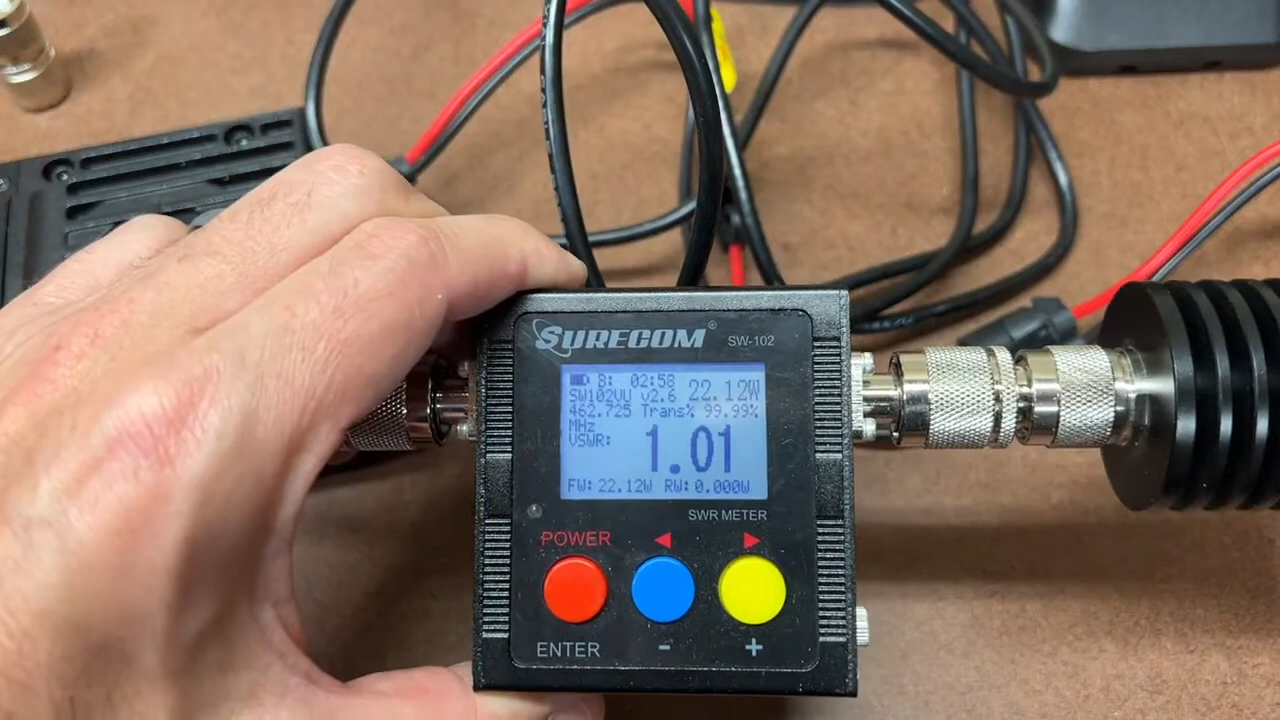 SURECOM®
SW-102
8: 02:58
SW102VU v2.6 22.12W
462.725 Trans% 99.99%
MHz
VSWR: 1.01
FW: 22.12W RW: 0.000W
SWR METER
POWER ◀ ▶
ENTER - +